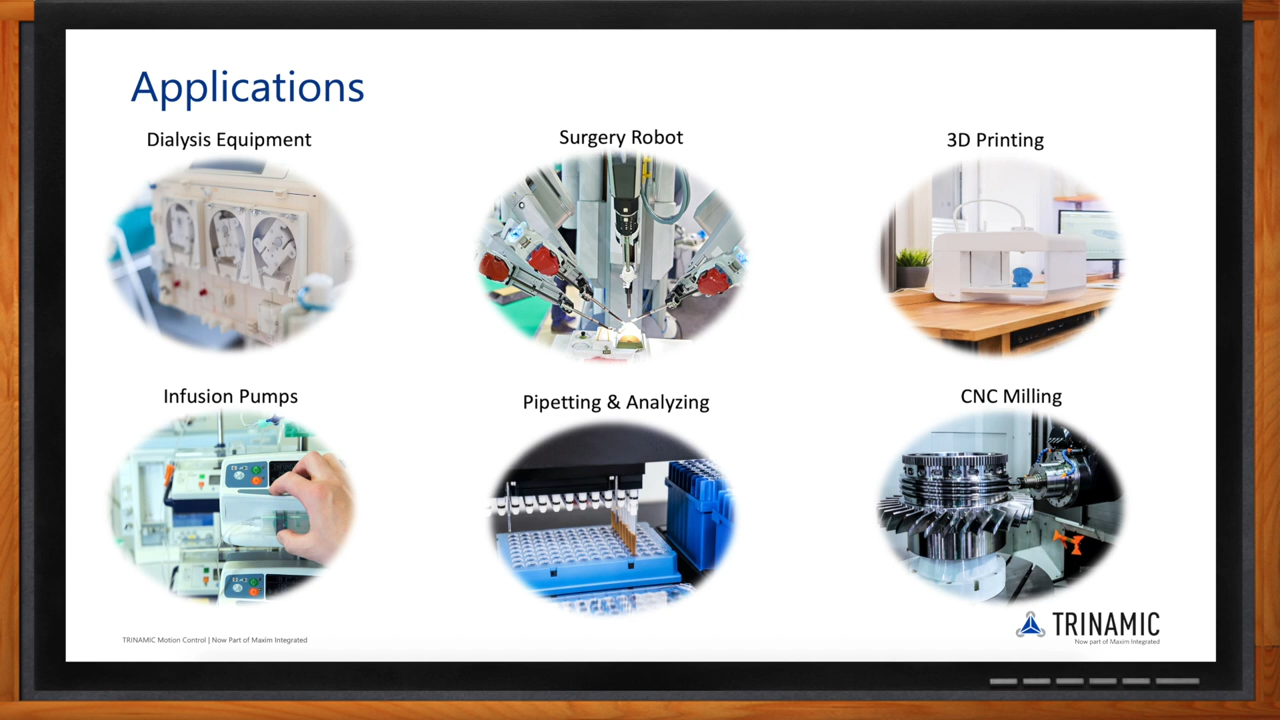 Applications
Dialysis Equipment
Surgery Robot
3D Printing
Infusion Pumps
Pipetting & Analyzing
CNC Milling
TRINAMIC Motion Control | Now Part of Maxim Integrated
TRINAMIC
Now part of Maxim Integrated